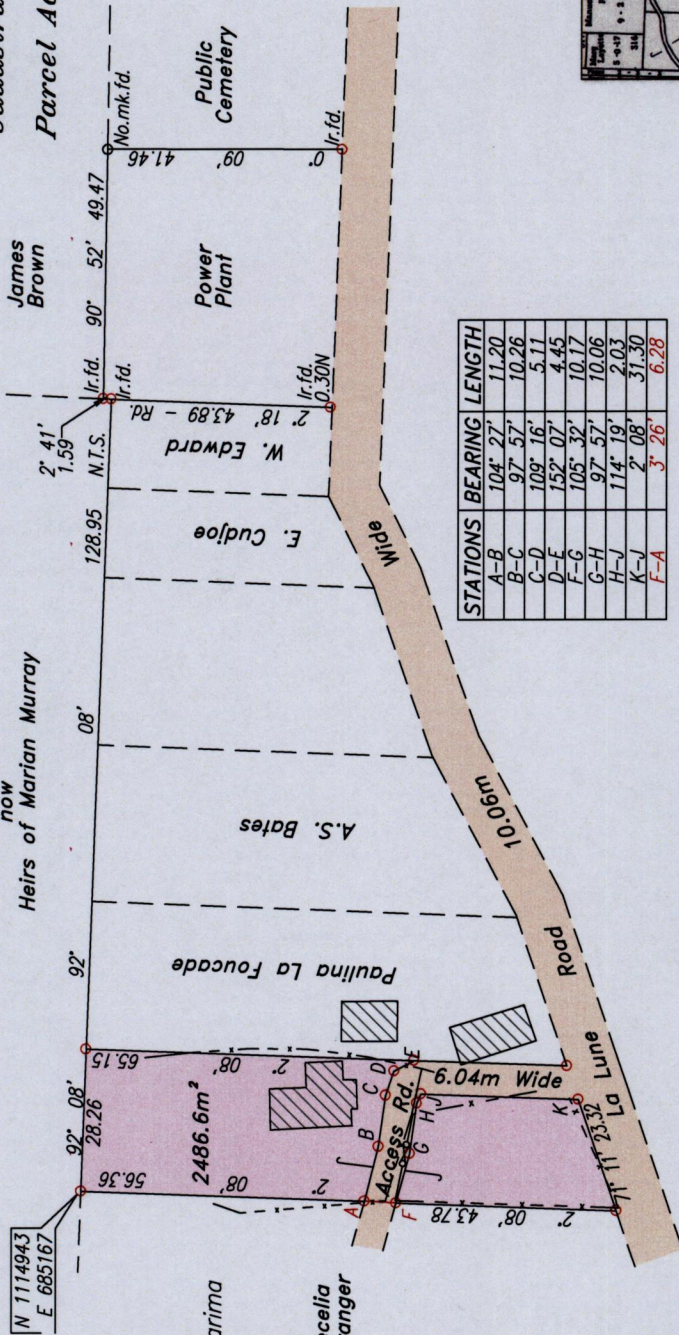 Parcel
James
Brown
now
Heirs of Marian Murray
N 1114943
E 685167
92° 08'
28.26
92° 08' 128.95
N.T.S.
2° 41'
1.59
Ir.fd.
Ir.fd.
90° 52' 49.47
No.mk.fd.
Public
Cemetery
Power
Plant
0° 09' 41.46
Ir.fd.
2° 18' 43.89 - Rd.
Ir.fd.
0.30N
W. Edward
E. Cudjoe
A.S. Bates
Paulina La Foucade
2° 08' 65.15
2° 08' 56.36
2486.6m²
A
B
C
D
E
F
G
H
J
K
Access Rd.
6.04m Wide
2° 08' 43.78
71° 11' 23.32
La Lune Road
10.06m Wide
STATIONS BEARING LENGTH
A-B 104° 27' 11.20
B-C 97° 57' 10.26
C-D 109° 16' 5.11
D-E 152° 07' 4.45
F-G 105° 32' 10.17
G-H 97° 57' 10.06
H-J 114° 19' 2.03
K-J 2° 08' 31.30
F-A 3° 26' 6.28